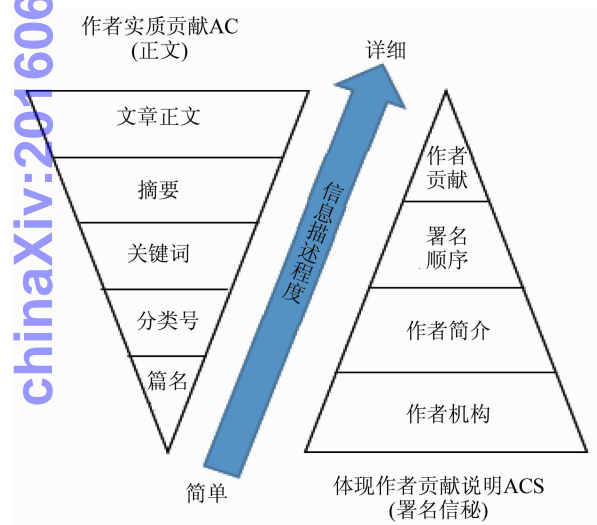 作者实质贡献AC
(正文)
文章正文
摘要
关键词
分类号
篇名
详细
信息描述程度
简单
作者
贡献
署名
顺序
作者简介
作者机构
体现作者贡献说明ACS
(署名信秘)
chinaXiv:201606